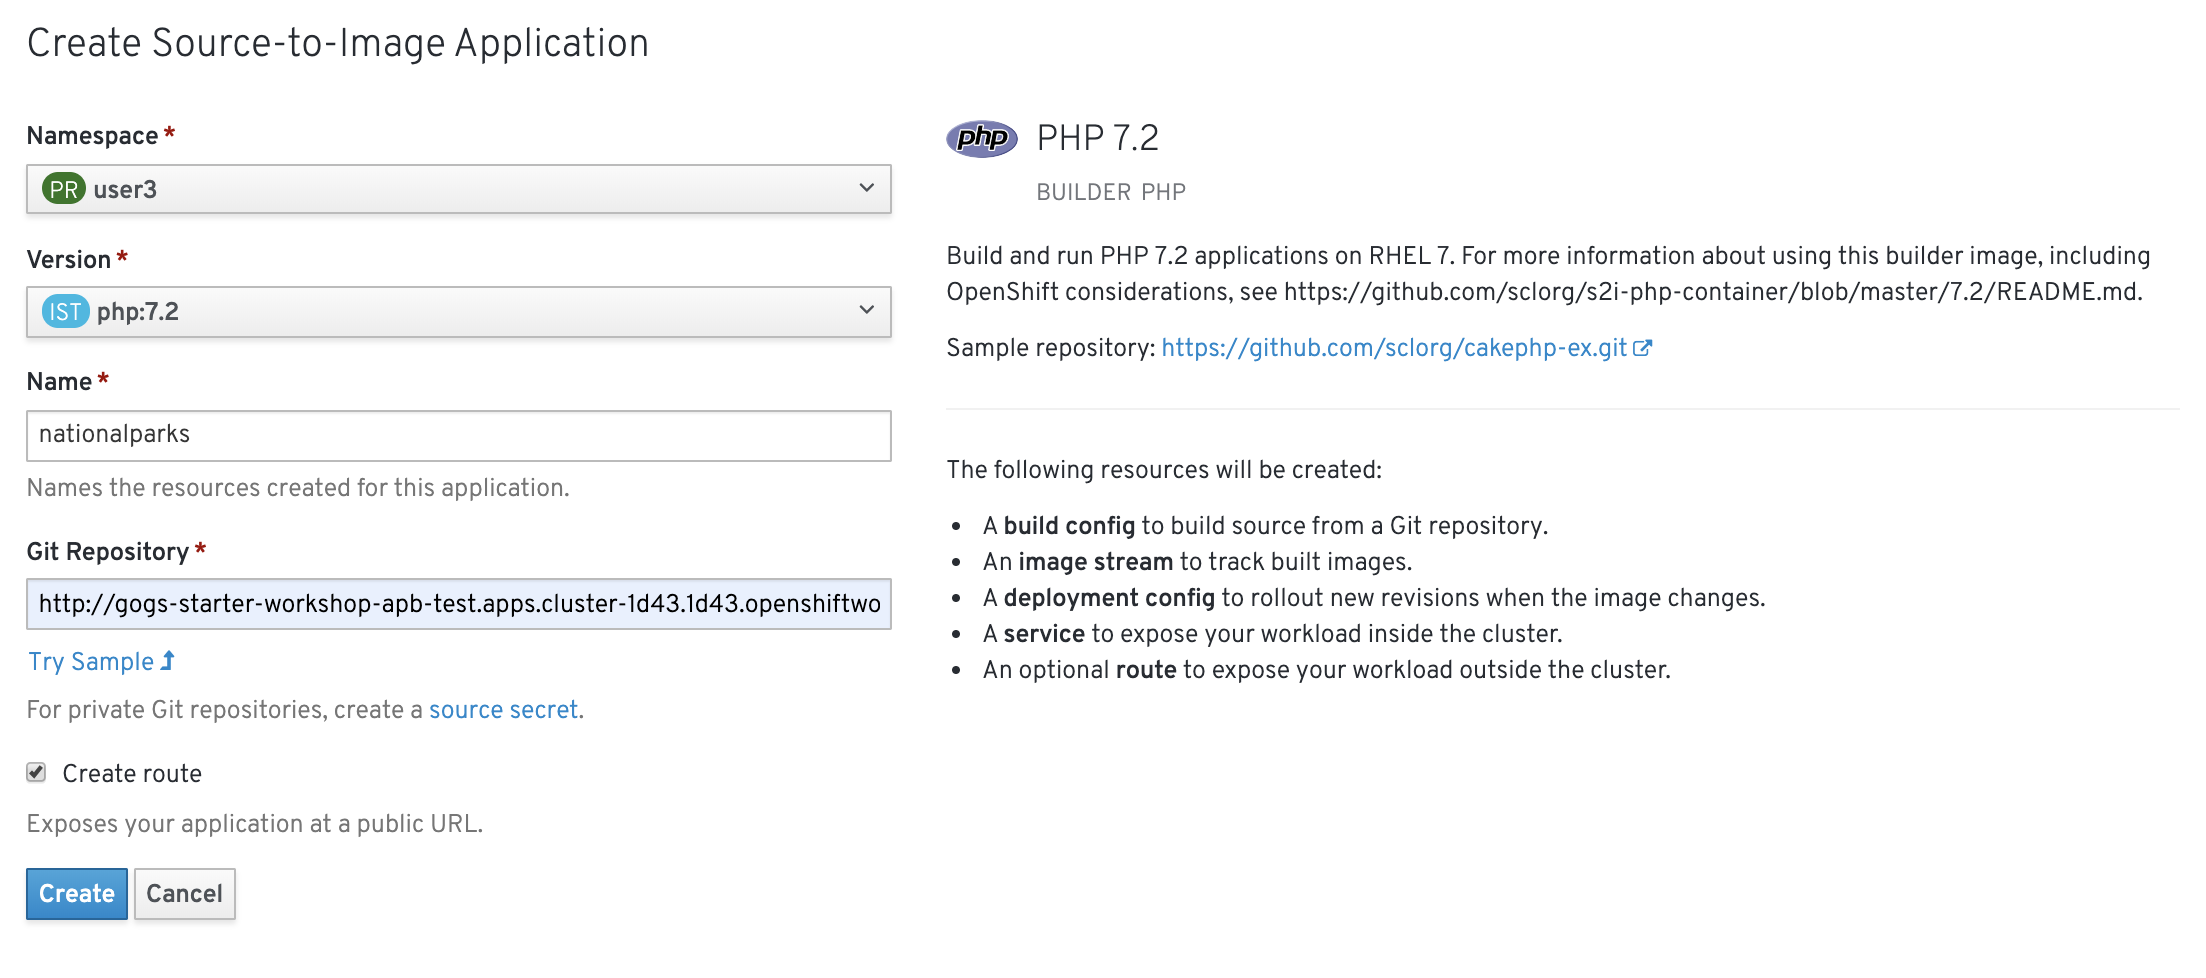 Create Source-to-Image Application
Namespace *
PR user3
Version *
IST php:7.2
Name *
nationalparks
Names the resources created for this application.
Git Repository *
http://gogs-starter-workshop-apb-test.apps.cluster-1d43.1d43.openshiftwo
Try Sample
For private Git repositories, create a source secret.
Create route
Exposes your application at a public URL.
Create Cancel
php PHP 7.2
BUILDER PHP
Build and run PHP 7.2 applications on RHEL 7. For more information about using this builder image, including
OpenShift considerations, see https://github.com/sclorg/s2i-php-container/blob/master/7.2/README.md.
Sample repository: https://github.com/sclorg/cakephp-ex.git
The following resources will be created:
• A build config to build source from a Git repository.
• An image stream to track built images.
• A deployment config to rollout new revisions when the image changes.
• A service to expose your workload inside the cluster.
• An optional route to expose your workload outside the cluster.